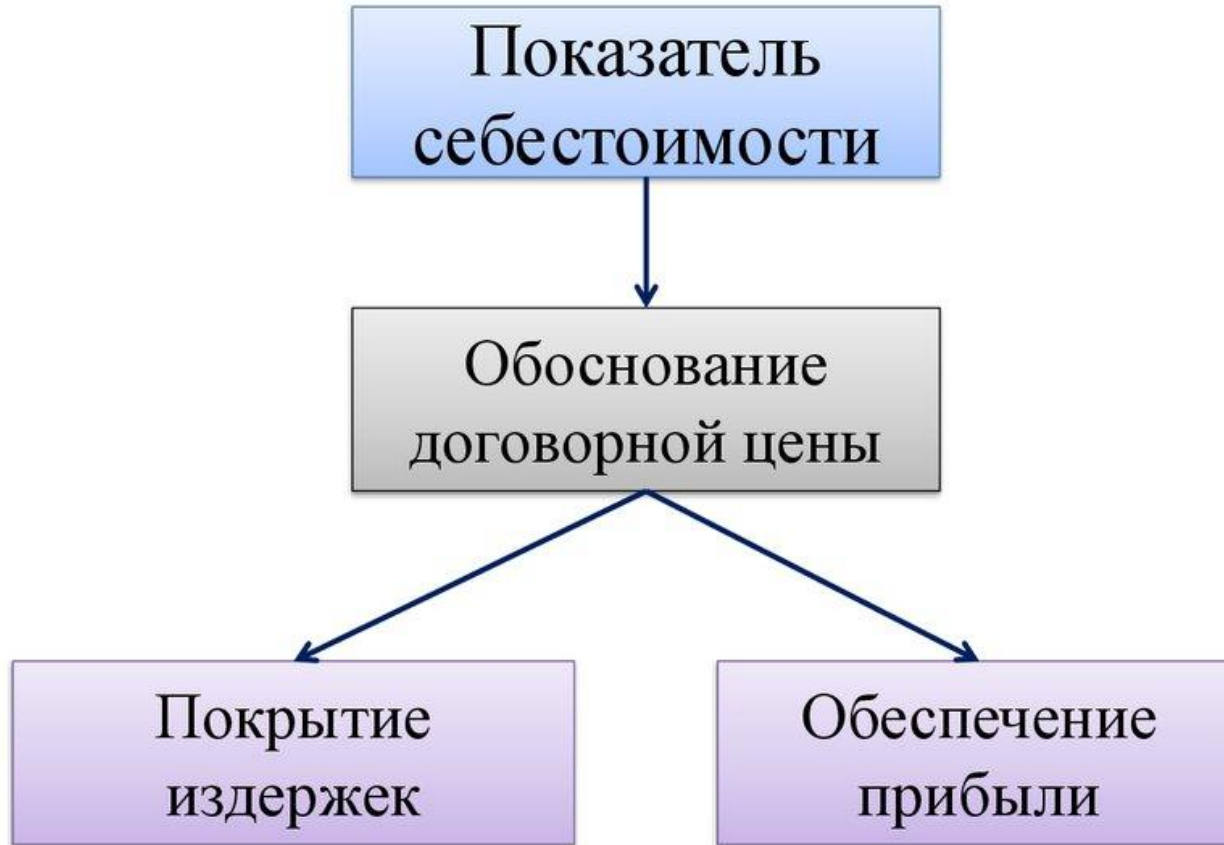 Показатель
себестоимости
Обоснование
договорной цены
Покрытие
издержек
Обеспечение
прибыли